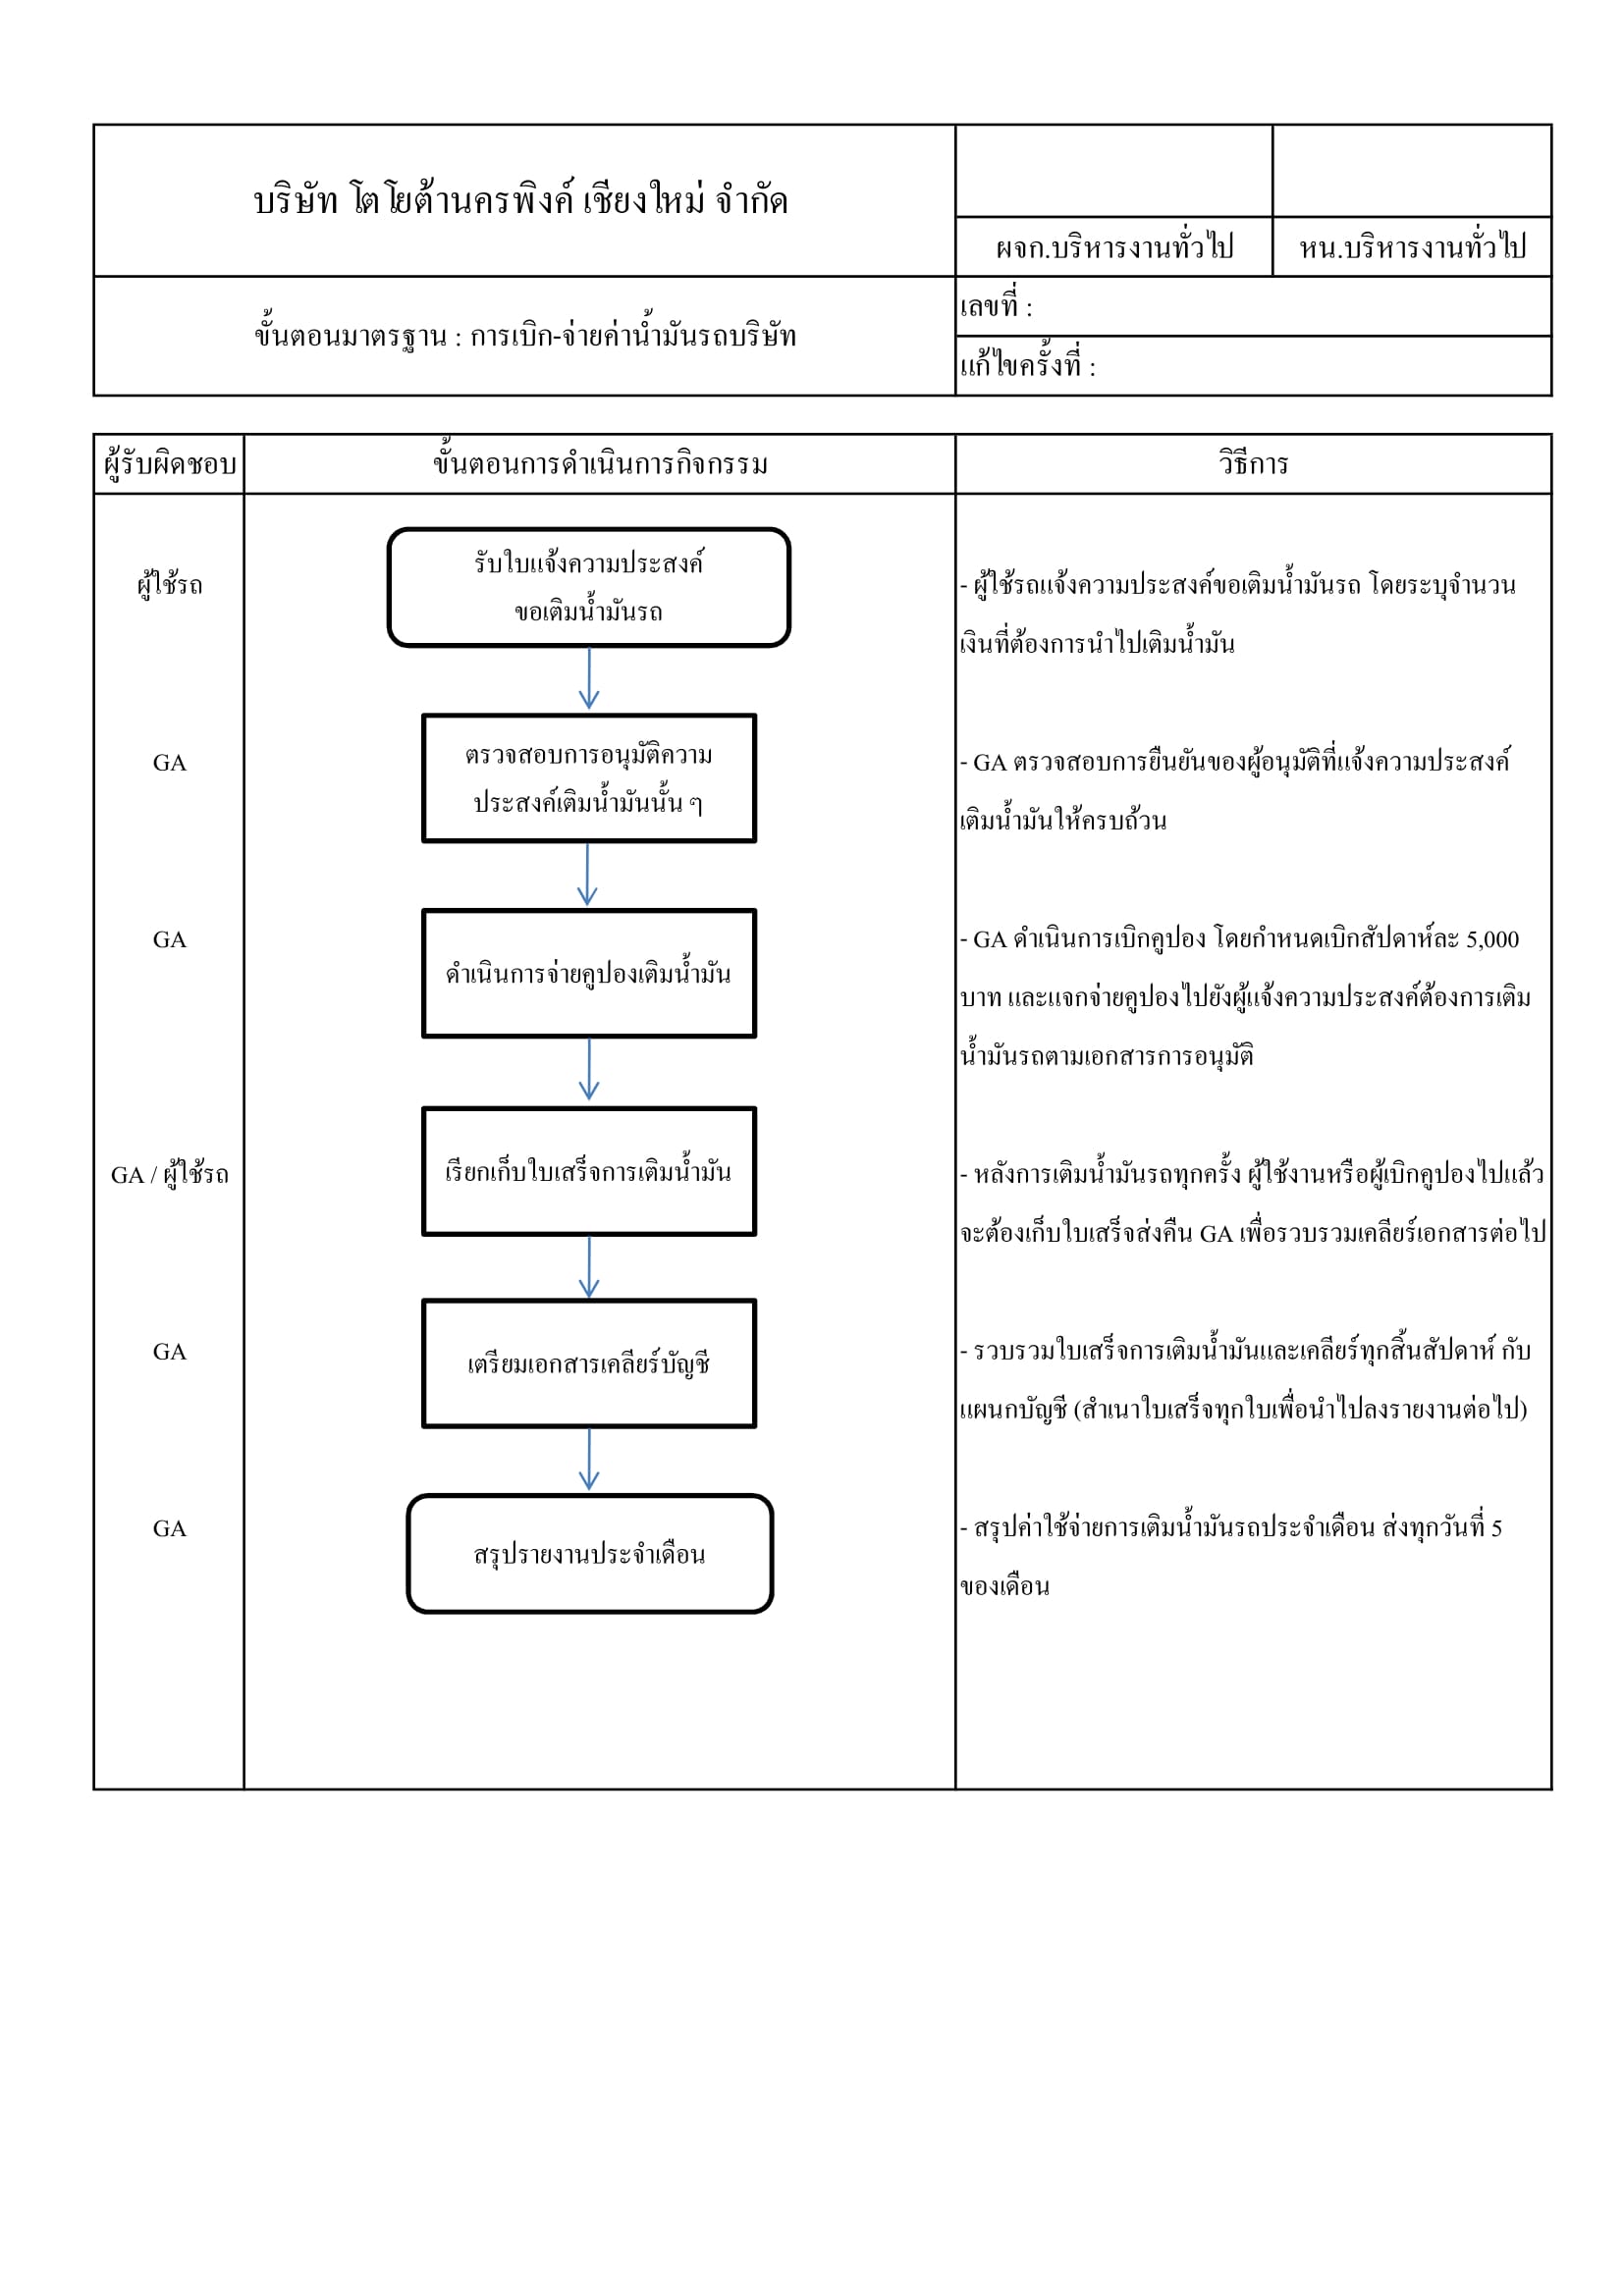 บริษัท โตโยต้านครพิงค์ เชียงใหม่ จำกัด
ผจก.บริหารงานทั่วไป
หน.บริหารงานทั่วไป
ขั้นตอนมาตรฐาน : การเบิก-จ่ายค่าน้ำมันรถบริษัท
เลขที่ :
แก้ไขครั้งที่ :
ผู้รับผิดชอบ
ขั้นตอนการดำเนินการกิจกรรม
วิธีการ
ผู้ใช้รถ
รับใบแจ้งความประสงค์
ขอเติมน้ำมันรถ
- ผู้ใช้รถแจ้งความประสงค์ขอเติมน้ำมันรถ โดยระบุจำนวน
เงินที่ต้องการนำไปเติมน้ำมัน
GA
ตรวจสอบการอนุมัติความ
ประสงค์เติมน้ำมันนั้น ๆ
- GA ตรวจสอบการยืนยันของผู้อนุมัติที่แจ้งความประสงค์
เติมน้ำมันให้ครบถ้วน
GA
ดำเนินการจ่ายคูปองเติมน้ำมัน
- GA ดำเนินการเบิกคูปอง โดยกำหนดเบิกสัปดาห์ละ 5,000
บาท และแจกจ่ายคูปองไปยังผู้แจ้งความประสงค์ต้องการเติม
น้ำมันรถตามเอกสารการอนุมัติ
GA / ผู้ใช้รถ
เรียกเก็บใบเสร็จการเติมน้ำมัน
- หลังการเติมน้ำมันรถทุกครั้ง ผู้ใช้งานหรือผู้เบิกคูปองไปแล้ว
จะต้องเก็บใบเสร็จส่งคืน GA เพื่อรวบรวมเคลียร์เอกสารต่อไป
GA
เตรียมเอกสารเคลียร์บัญชี
- รวบรวมใบเสร็จการเติมน้ำมันและเคลียร์ทุกสิ้นสัปดาห์ กับ
แผนกบัญชี (สำเนาใบเสร็จทุกใบเพื่อนำไปลงรายงานต่อไป)
GA
สรุปรายงานประจำเดือน
- สรุปค่าใช้จ่ายการเติมน้ำมันรถประจำเดือน ส่งทุกวันที่ 5
ของเดือน